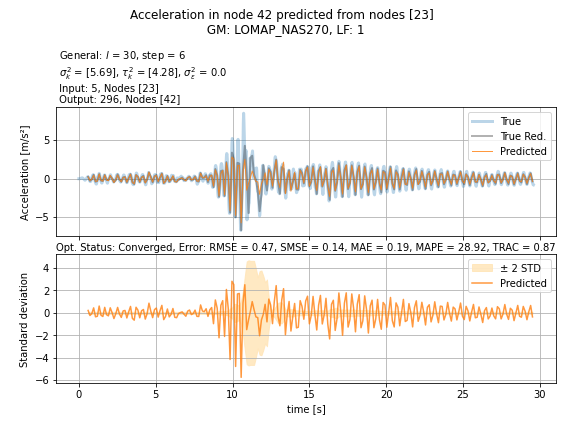 Acceleration in node 42 predicted from nodes [23]
GM: LOMAP_NAS270, LF: 1
General: l = 30, step = 6
σ²ₖ = [5.69], τ²ₖ = [4.28], σ²ε = 0.0
Input: 5, Nodes [23]
Output: 296, Nodes [42]
True
True Red.
Predicted
Acceleration [m/s²]
5
0
−5
Opt. Status: Converged, Error: RMSE = 0.47, SMSE = 0.14, MAE = 0.19, MAPE = 28.92, TRAC = 0.87
± 2 STD
Predicted
Standard deviation
4
2
0
−2
−4
−6
0 5 10 15 20 25 30
time [s]